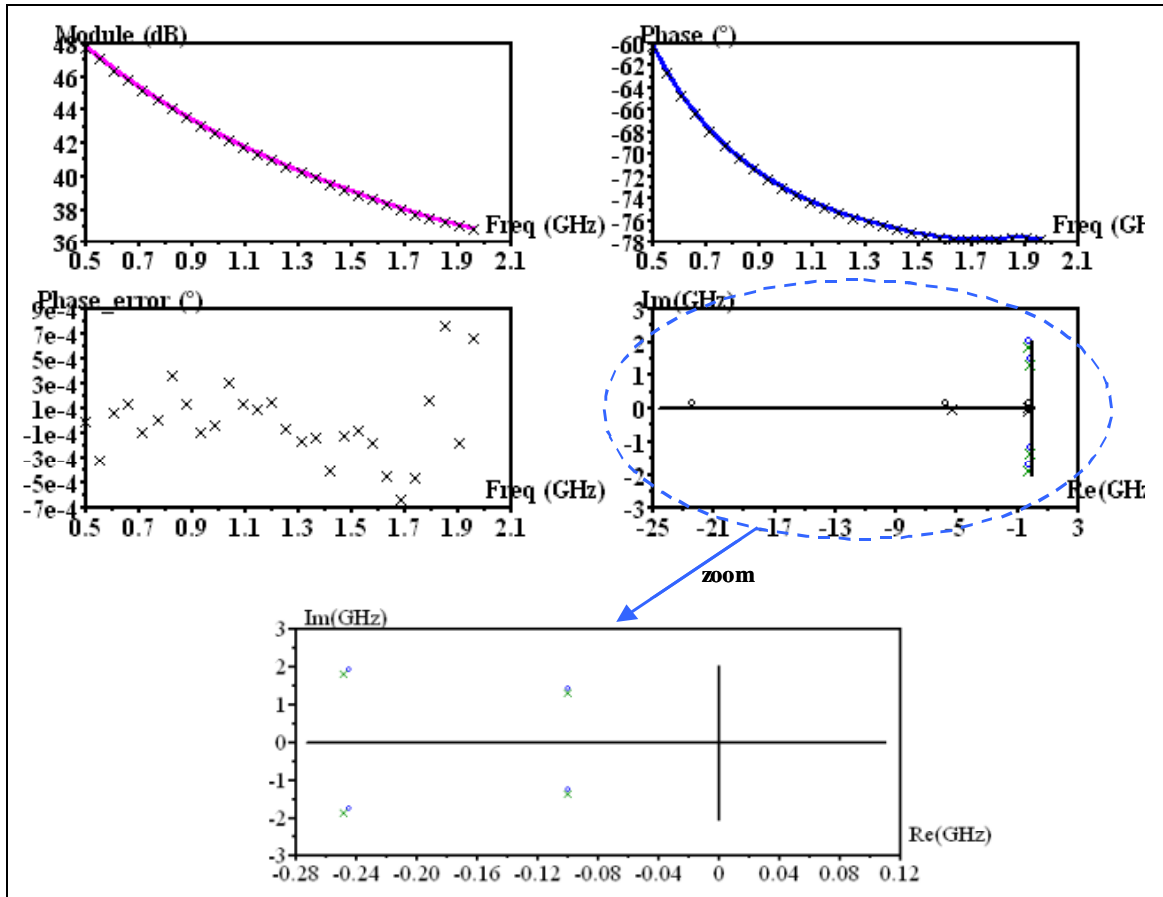 Module (dB)
48
46
44
42
40
38
36
Freq (GHz)
0.5 0.7 0.9 1.1 1.3 1.5 1.7 1.9 2.1
Phase (°)
-60
-62
-64
-66
-68
-70
-72
-74
-76
-78
Freq (GH
0.5 0.7 0.9 1.1 1.3 1.5 1.7 1.9 2.1
Phase_error (°)
9e-4
7e-4
5e-4
3e-4
1e-4
-1e-4
-3e-4
-5e-4
-7e-4
Freq (GHz)
0.5 0.7 0.9 1.1 1.3 1.5 1.7 1.9 2.1
Im(GHz)
3
2
1
0
-1
-2
-3
Re(GHz
-25 -21 -17 -13 -9 -5 -1 3
zoom
Im(GHz)
3
2
1
0
-1
-2
-3
Re(GHz)
-0.28 -0.24 -0.20 -0.16 -0.12 -0.08 -0.04 0 0.04 0.08 0.12